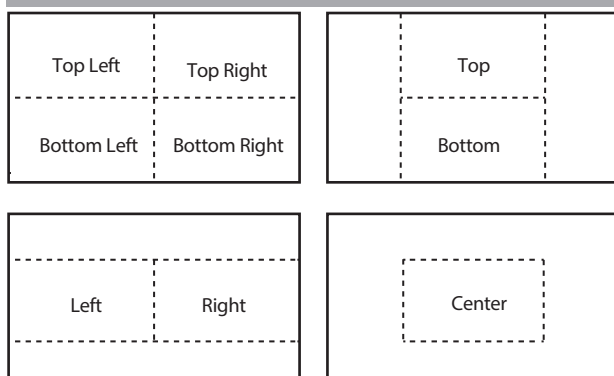 Top Left
Top Right
Bottom Left
Bottom Right
Top
Bottom
Left
Right
Center